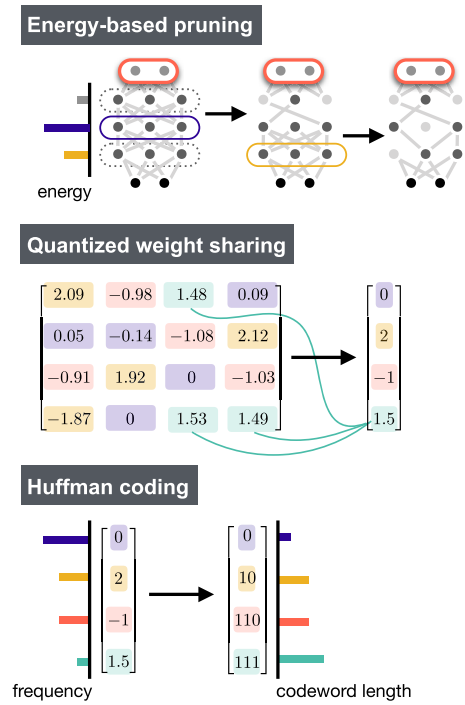 Energy-based pruning
energy
Quantized weight sharing
2.09 −0.98 1.48 0.09 0
0.05 −0.14 −1.08 2.12 2
−0.91 1.92 0 −1.03 −1
−1.87 0 1.53 1.49 1.5
Huffman coding
0 0
2 10
−1 110
1.5 111
frequency codeword length